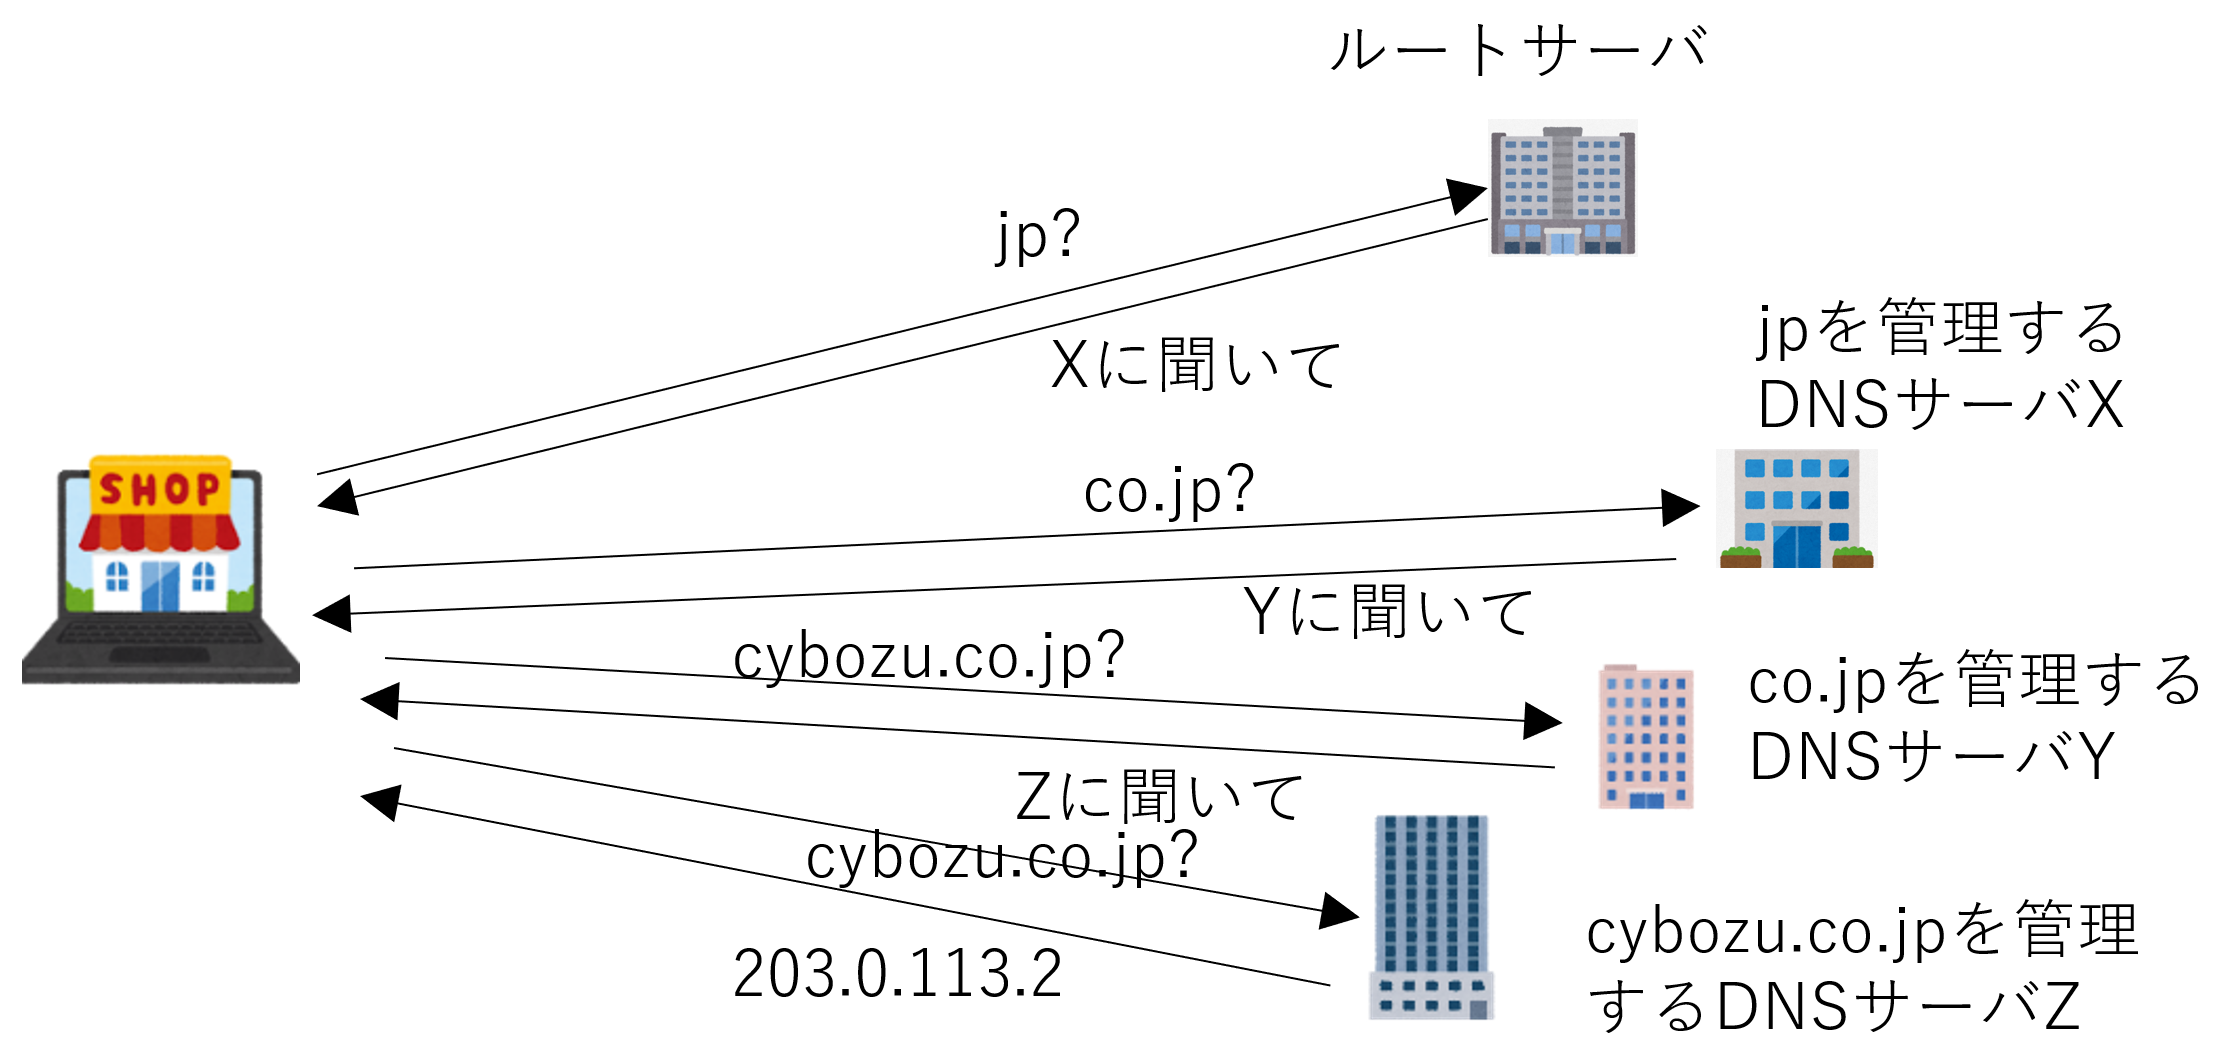 ルートサーバ
jp?
Xに聞いて
jpを管理する
DNSサーバX
SHOP
co.jp?
Yに聞いて
cybozu.co.jp?
co.jpを管理する
DNSサーバY
Zに聞いて
cybozu.co.jp?
203.0.113.2
cybozu.co.jpを管理
するDNSサーバZ